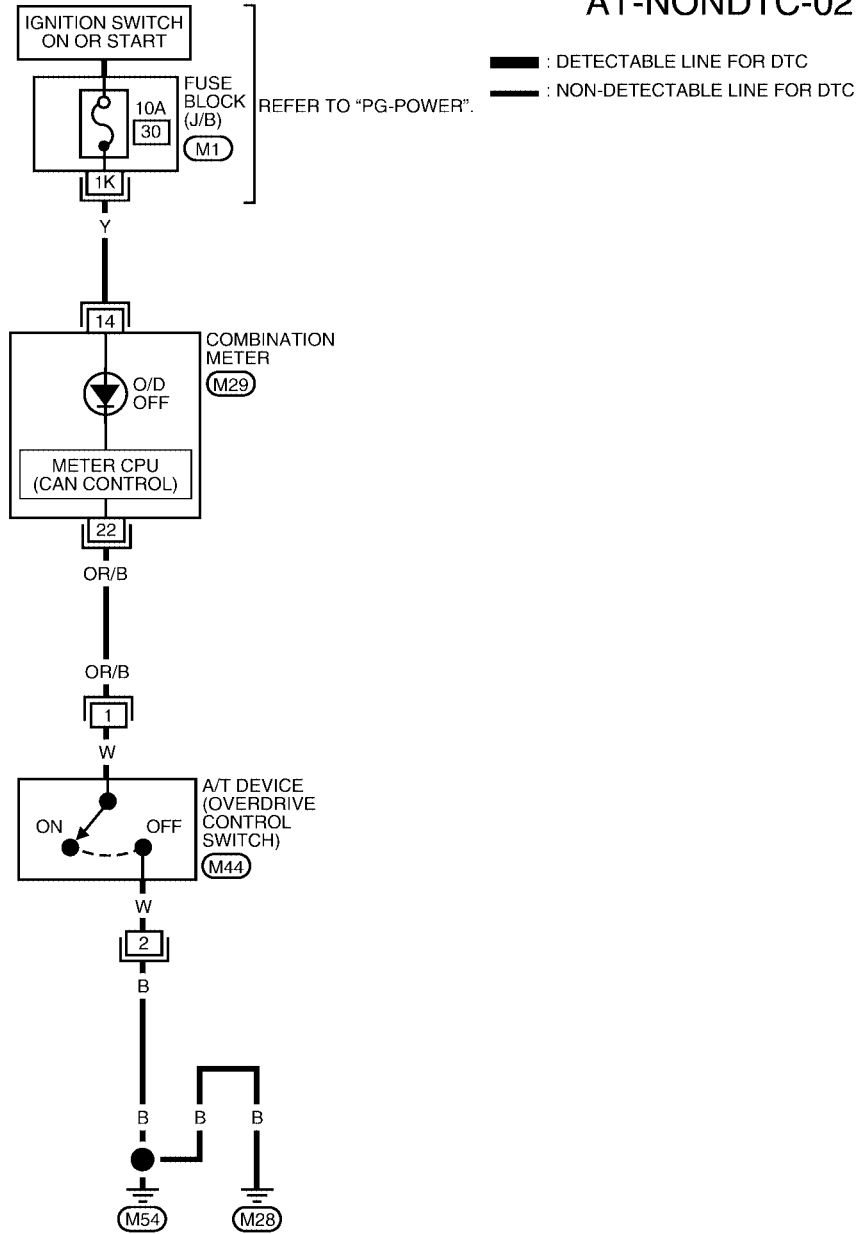 AT-NONDTC-02
IGNITION SWITCH
ON OR START
: DETECTABLE LINE FOR DTC
: NON-DETECTABLE LINE FOR DTC
10A
30
FUSE
BLOCK
(J/B)
M1
REFER TO “PG-POWER”.
1K
Y
14
COMBINATION
METER
M29
O/D
OFF
METER CPU
(CAN CONTROL)
22
OR/B
OR/B
1
W
A/T DEVICE
(OVERDRIVE
CONTROL
SWITCH)
M44
ON
OFF
W
2
B
B B B
M54 M28